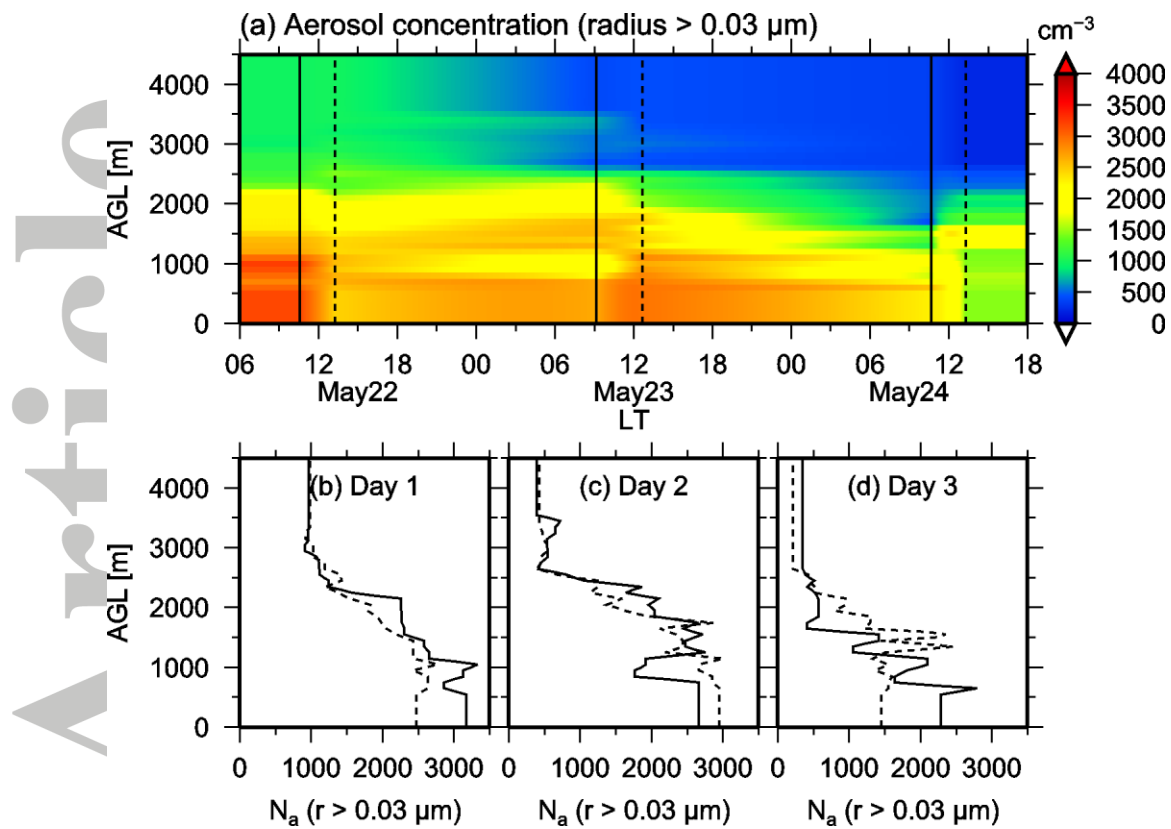 (a) Aerosol concentration (radius > 0.03 µm)
cm⁻³
4000
3000
2000
1000
0
AGL [m]
4000
3500
3000
2500
2000
1500
1000
500
0
06 12 18 00 06 12 18 00 06 12 18
May22 May23 May24
LT
Article
(b) Day 1 (c) Day 2 (d) Day 3
4000
3000
2000
1000
0
AGL [m]
0 1000 2000 3000 0 1000 2000 3000 0 1000 2000 3000
Nₐ (r > 0.03 µm) Nₐ (r > 0.03 µm) Nₐ (r > 0.03 µm)